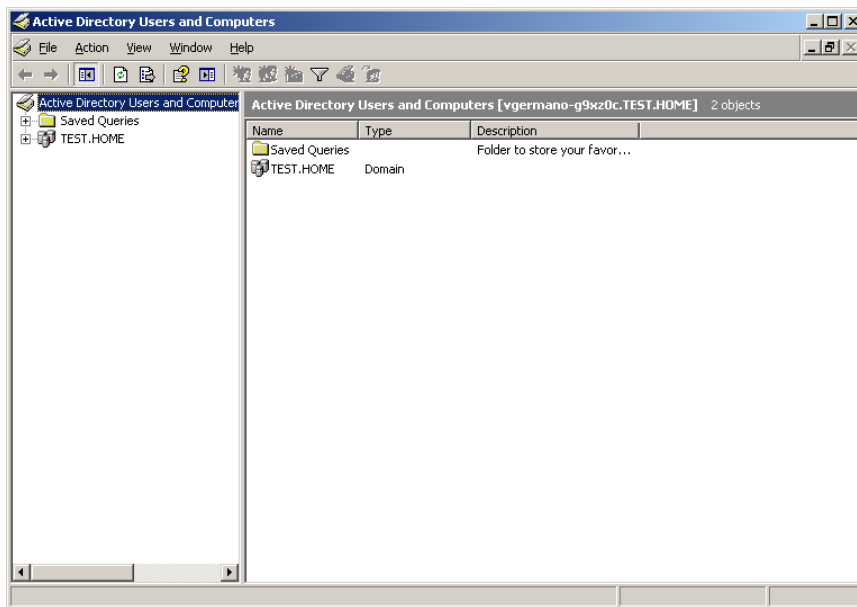 Active Directory Users and Computers
File Action View Window Help
Active Directory Users and Computer
Saved Queries
TEST.HOME
Active Directory Users and Computers [vgermano-g9xz0c.TEST.HOME] 2 objects
Name Type Description
Saved Queries Folder to store your favor...
TEST.HOME Domain